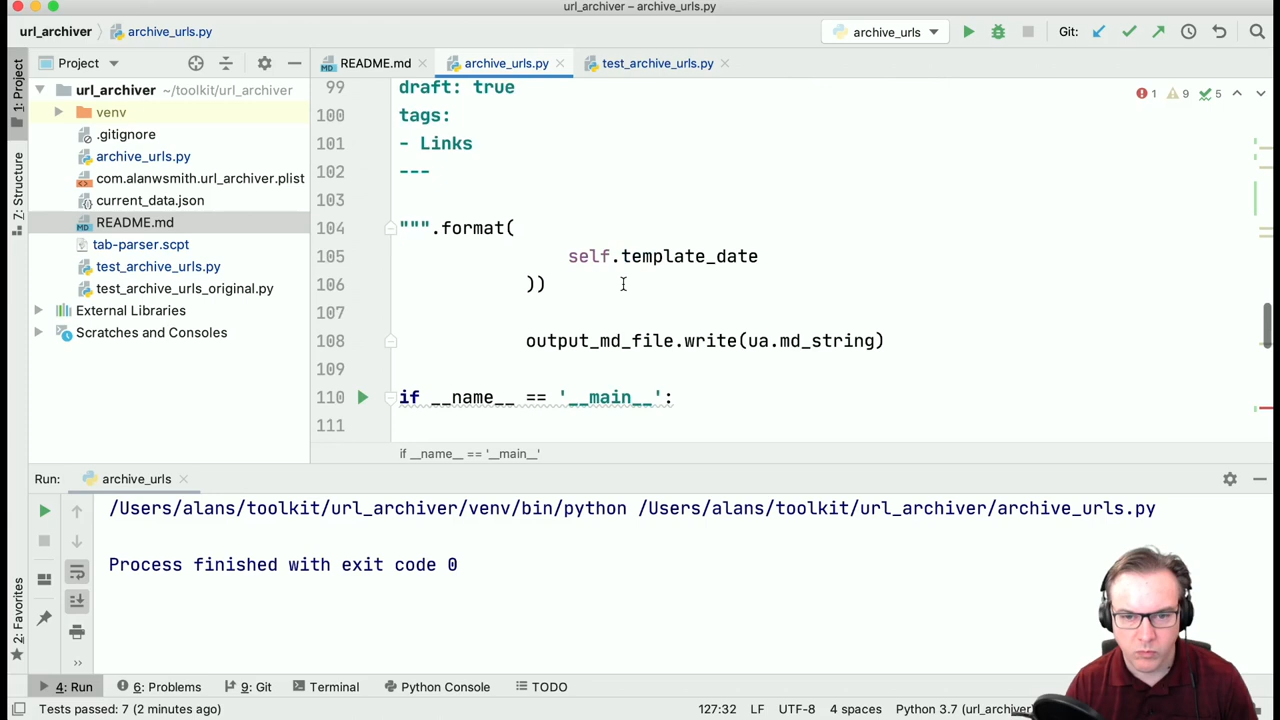 url_archiver – archive_urls.py
url_archiver
archive_urls.py
archive_urls
Git:
1: Project
7: Structure
2: Favorites
Project
README.md
archive_urls.py
test_archive_urls.py
url_archiver ~/toolkit/url_archiver
venv
.gitignore
archive_urls.py
com.alanwsmith.url_archiver.plist
current_data.json
README.md
tab-parser.scpt
test_archive_urls.py
test_archive_urls_original.py
External Libraries
Scratches and Consoles
1 9 5
99 draft: true
100 tags:
101 - Links
102 ---
103
104 """.format(
105 self.template_date
106 ))
107
108 output_md_file.write(ua.md_string)
109
110 if __name__ == '__main__':
111
if __name__ == '__main__'
Run: archive_urls
/Users/alans/toolkit/url_archiver/venv/bin/python /Users/alans/toolkit/url_archiver/archive_urls.py
Process finished with exit code 0
4: Run
6: Problems
9: Git
Terminal
Python Console
TODO
Tests passed: 7 (2 minutes ago)
127:32 LF UTF-8 4 spaces Python 3.7 (url_archiver)